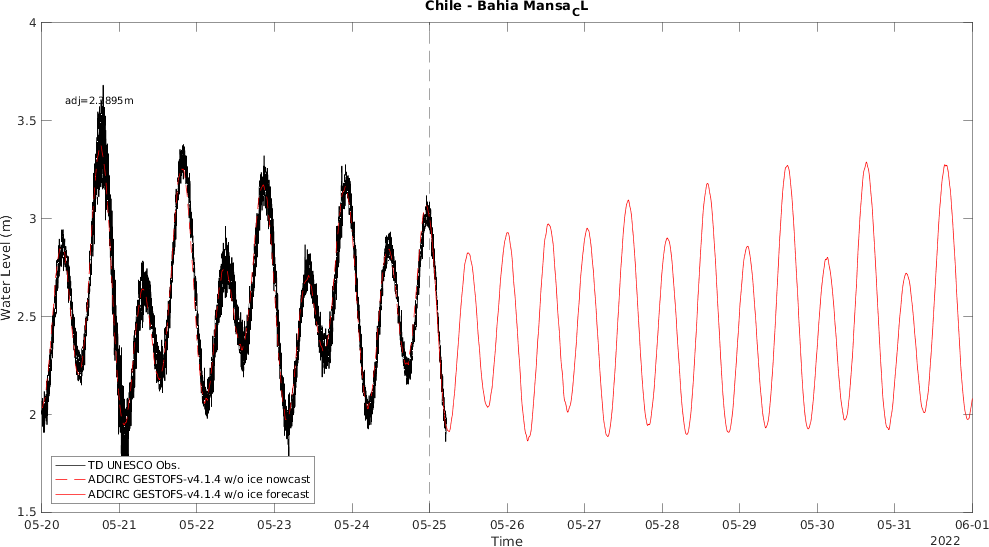 Chile - Bahia Mansa_CL
4
3.5
3
2.5
2
1.5
Water Level (m)
TD UNESCO Obs.
ADCIRC GESTOFS-v4.1.4 w/o ice nowcast
ADCIRC GESTOFS-v4.1.4 w/o ice forecast
05-20 05-21 05-22 05-23 05-24 05-25 05-26 05-27 05-28 05-29 05-30 05-31 06-01
Time
2022